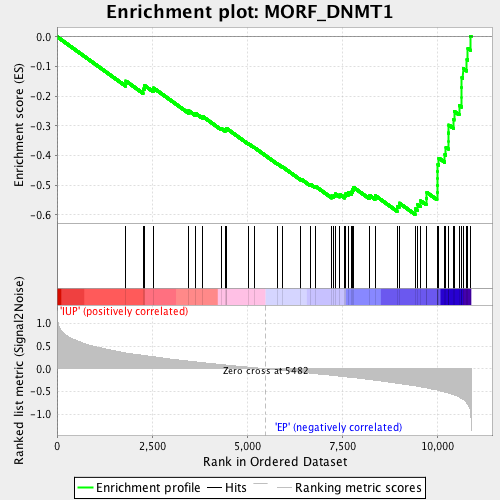 Enrichment plot: MORF_DNMT1
Enrichment score (ES)
0.0
-0.1
-0.2
-0.3
-0.4
-0.5
-0.6
'IUP' (positively correlated)
Ranked list metric (Signal2Noise)
1.0
0.5
0.0
-0.5
-1.0
Zero cross at 5482
'EP' (negatively correlated)
0
2,500
5,000
7,500
10,000
Rank in Ordered Dataset
Enrichment profile
Hits
Ranking metric scores